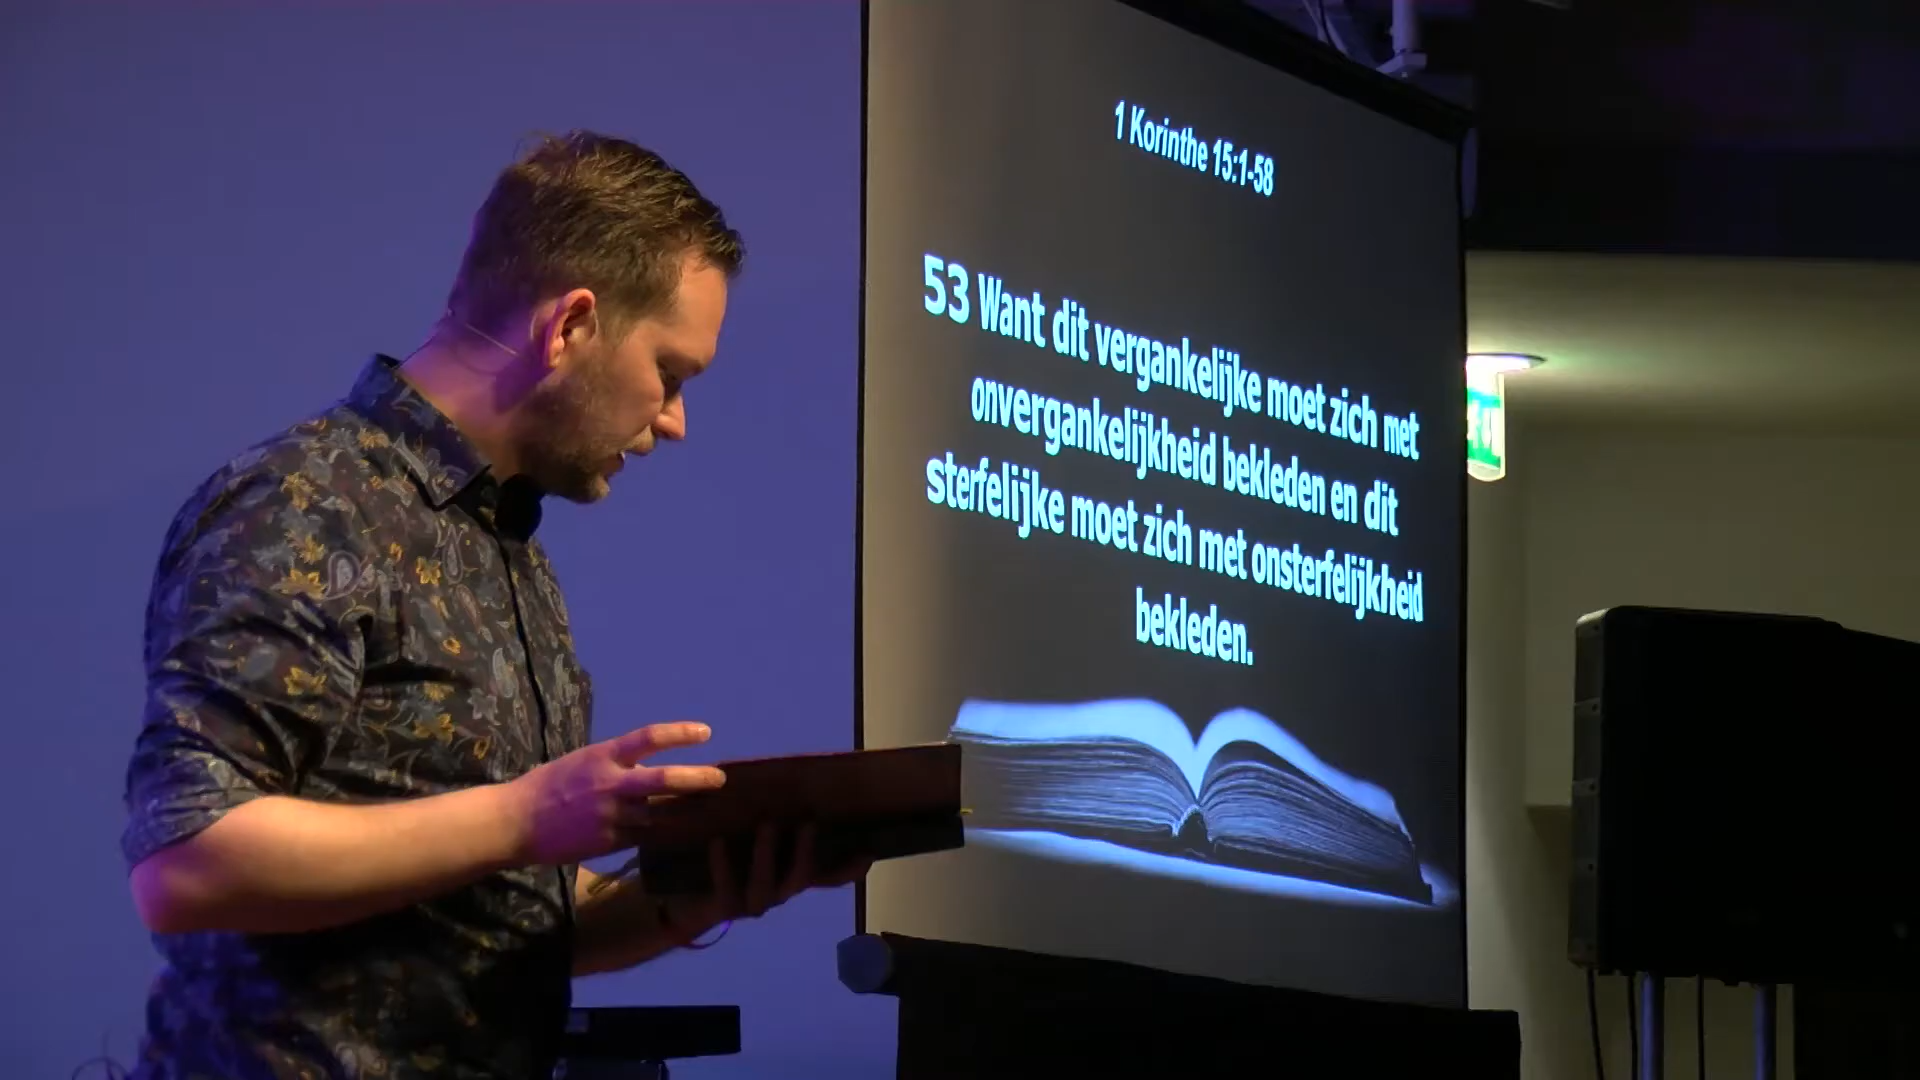 1 Korinthe 15:1-58
53 Want dit vergankelijke moet zich met
onvergankelijkheid bekleden en dit
sterfelijke moet zich met onsterfelijkheid
bekleden.